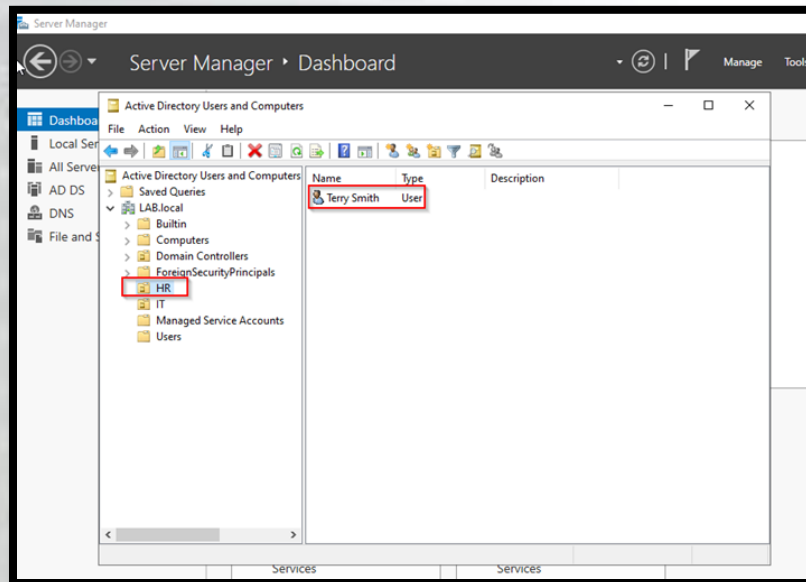 Server Manager
Server Manager • Dashboard
Manage
Tools
Dashboa
Local Ser
All Serve
AD DS
DNS
File and S
Active Directory Users and Computers
File Action View Help
Active Directory Users and Computers
Saved Queries
LAB.local
Builtin
Computers
Domain Controllers
ForeignSecurityPrincipals
HR
IT
Managed Service Accounts
Users
Name Type Description
Terry Smith User
Services Services